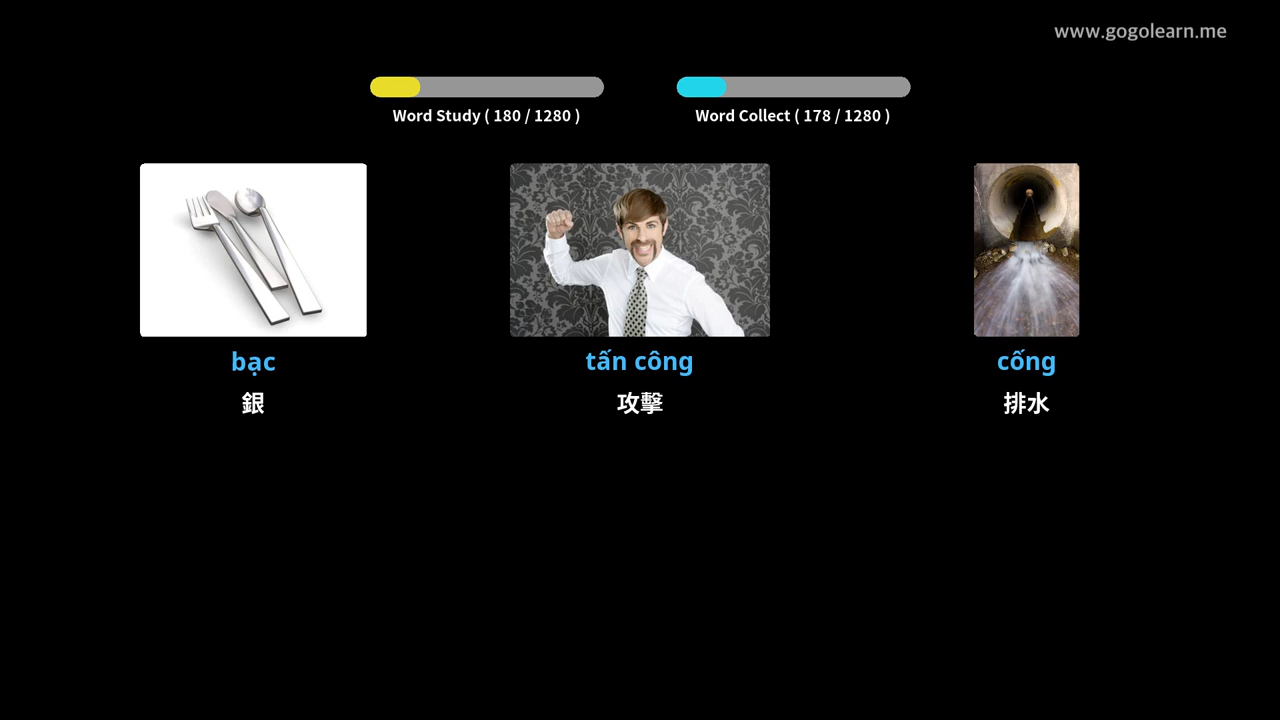 www.gogolearn.me
Word Study ( 180 / 1280 )
Word Collect ( 178 / 1280 )
bạc
tấn công
cống
銀
攻擊
排水